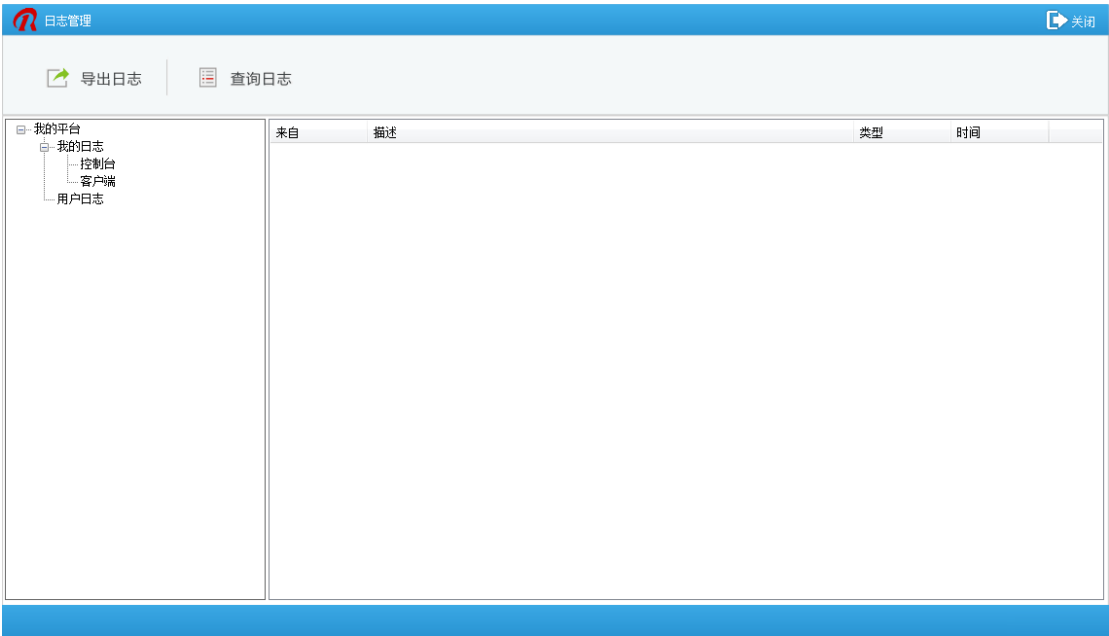 日志管理
关闭
导出日志 查询日志
我的平台
我的日志
控制台
客户端
用户日志
来自 描述 类型 时间